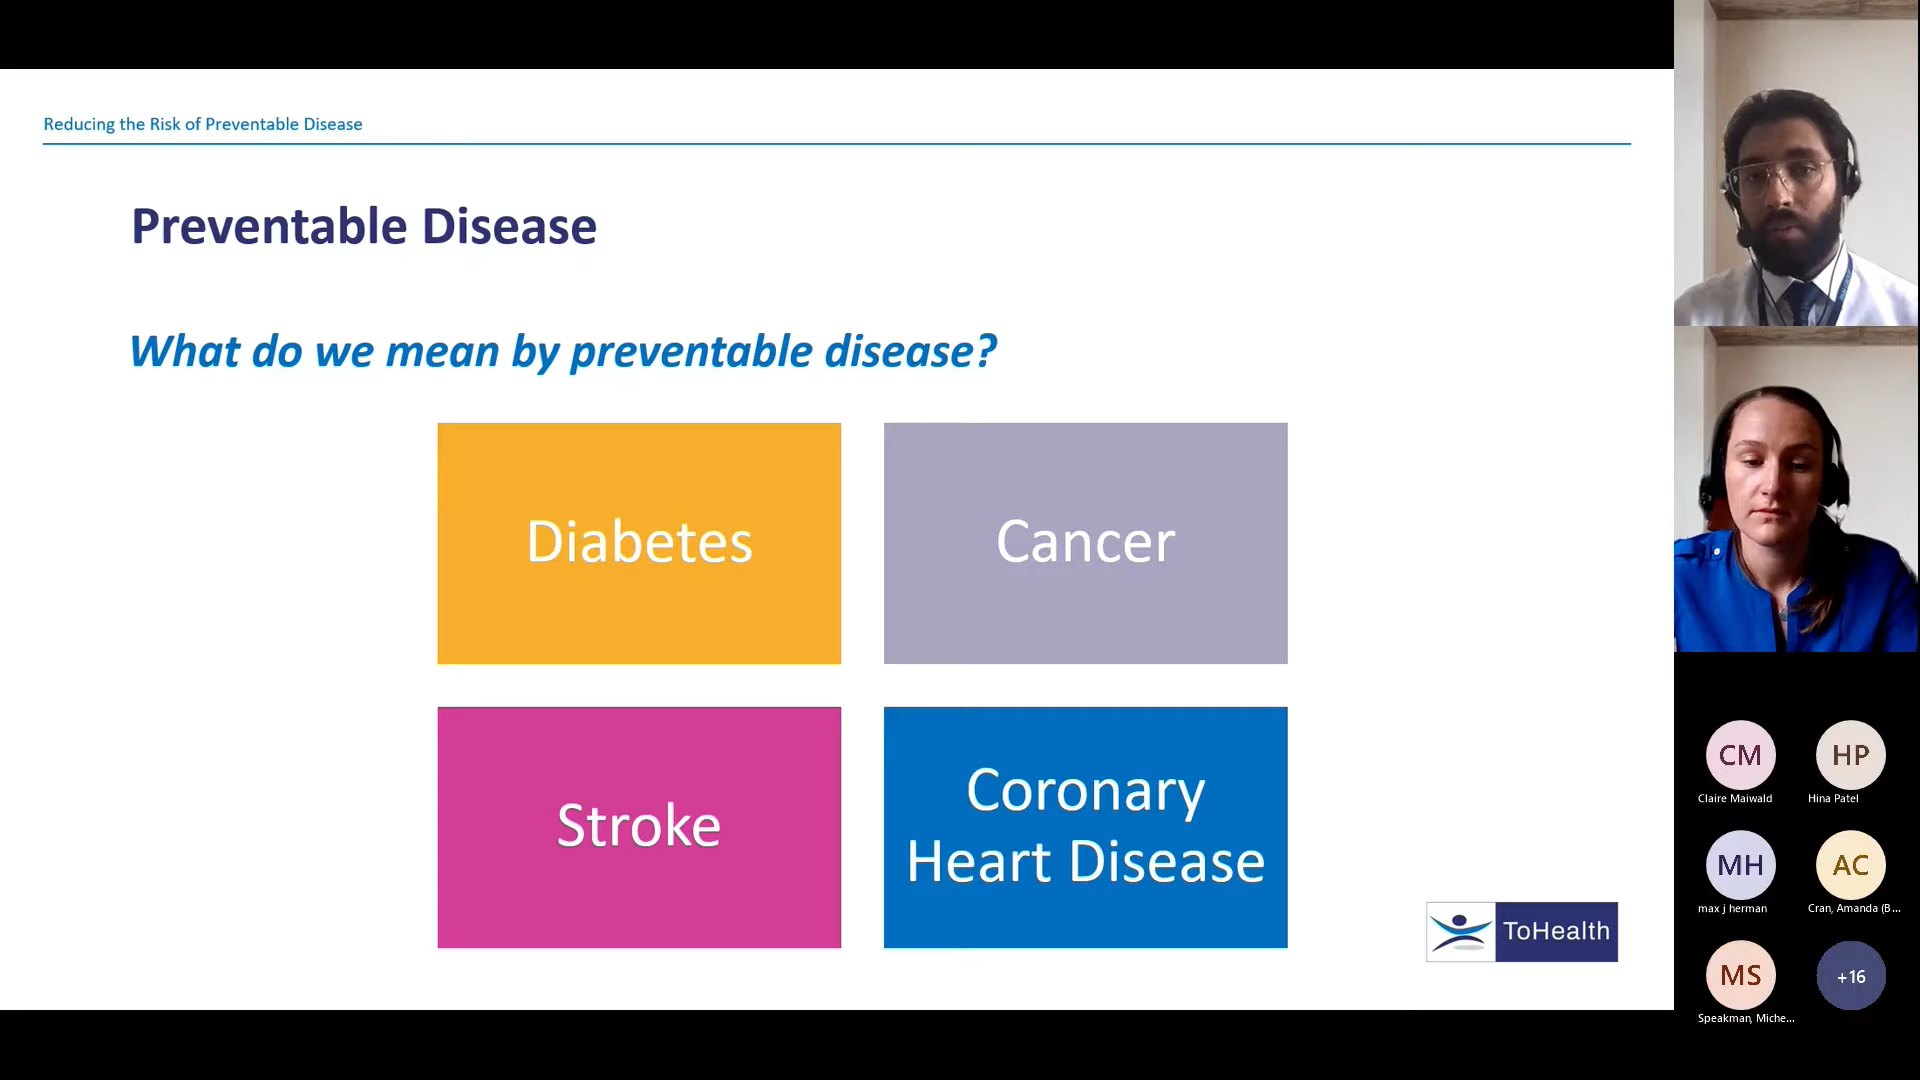 Reducing the Risk of Preventable Disease
Preventable Disease
What do we mean by preventable disease?
Diabetes
Cancer
Stroke
Coronary
Heart Disease
ToHealth
CM
HP
Claire Maiwald
Hina Patel
MH
AC
max j herman
Cran, Amanda (B...
MS
+16
Speakman, Miche...